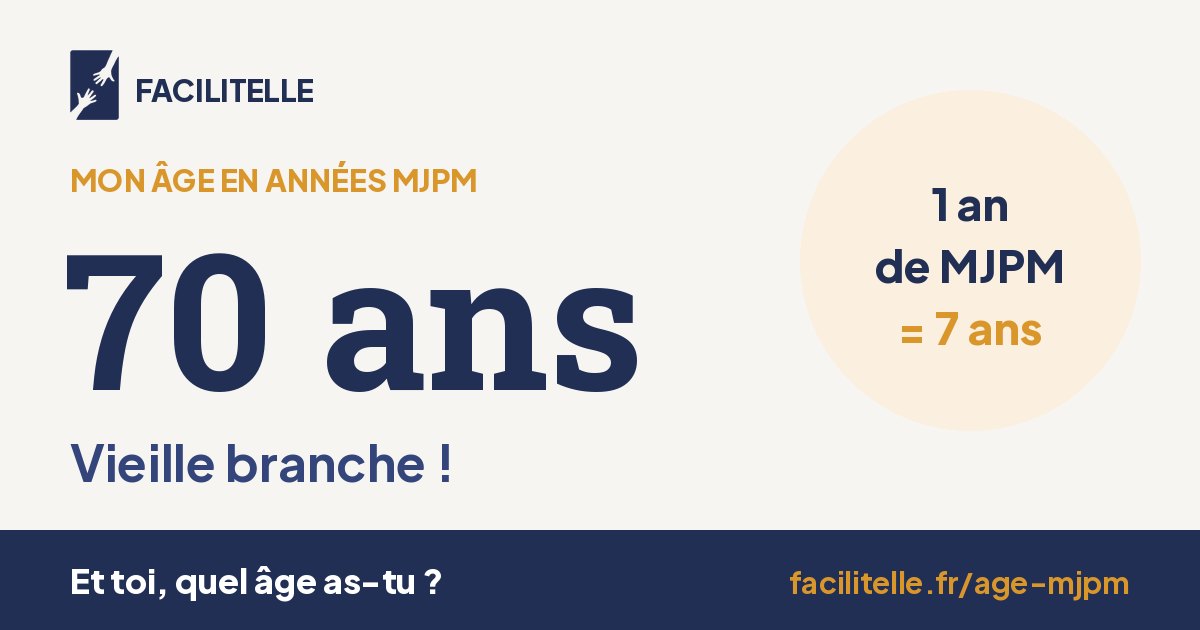 FACILITELLE
MON ÂGE EN ANNÉES MJPM
70 ans
Vieille branche !
1 an
de MJPM
= 7 ans
Et toi, quel âge as-tu ?
facilitelle.fr/age-mjpm